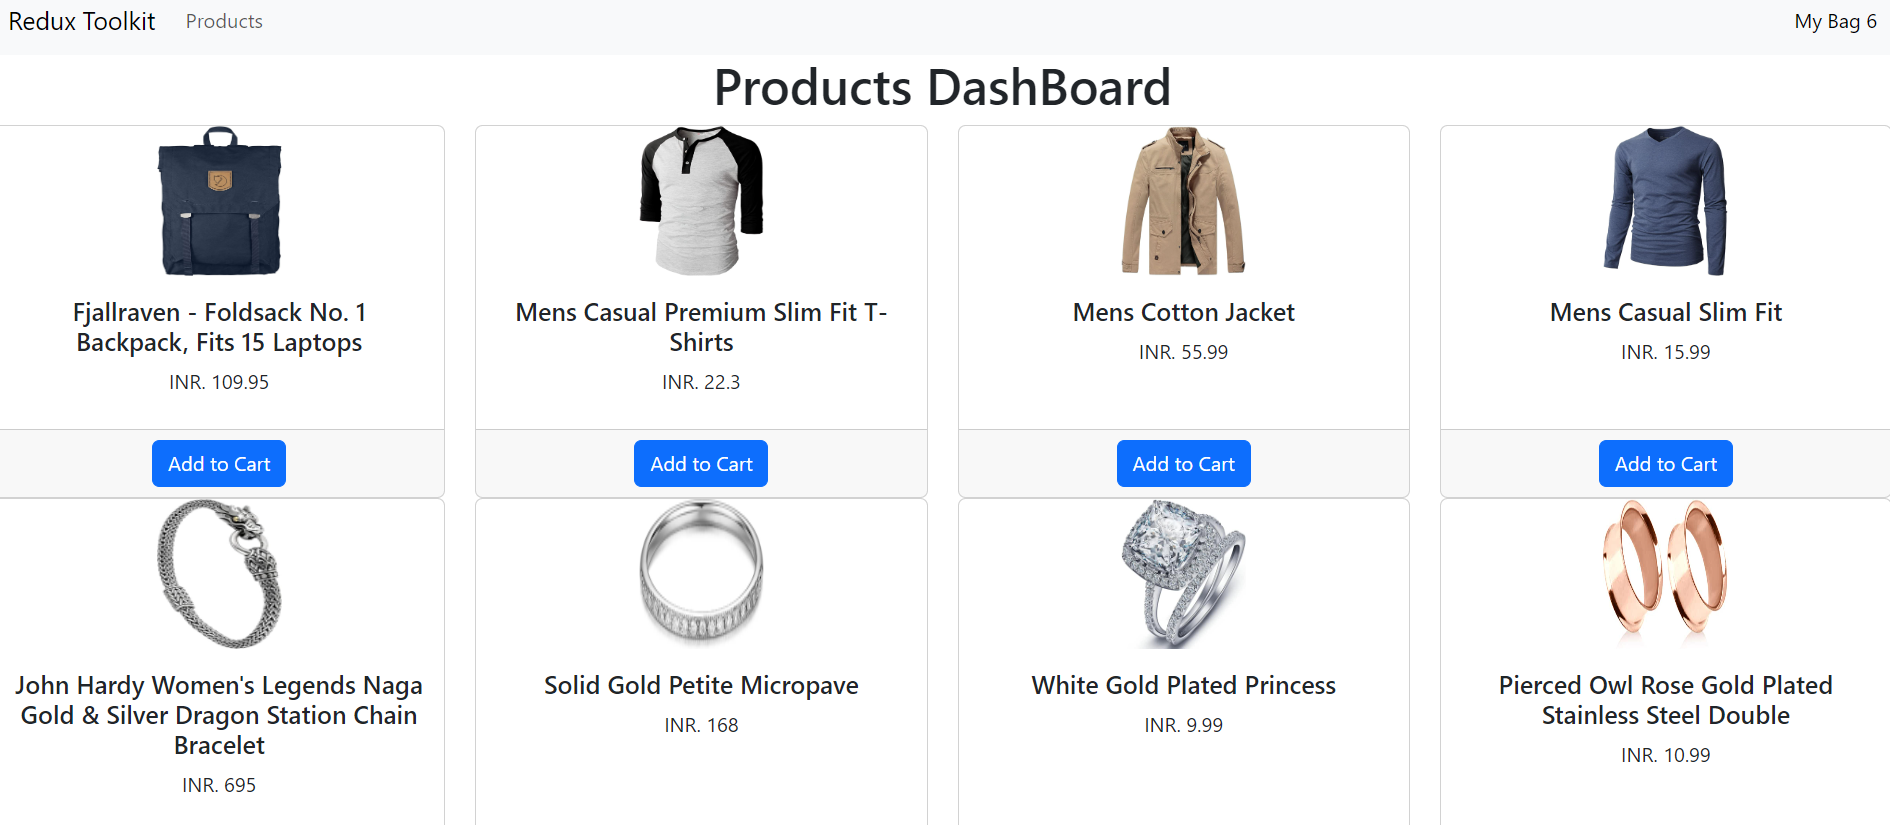 Redux Toolkit Products My Bag 6
Products DashBoard
Fjallraven - Foldsack No. 1
Backpack, Fits 15 Laptops
INR. 109.95
Add to Cart
Mens Casual Premium Slim Fit T-
Shirts
INR. 22.3
Add to Cart
Mens Cotton Jacket
INR. 55.99
Add to Cart
Mens Casual Slim Fit
INR. 15.99
Add to Cart
John Hardy Women's Legends Naga
Gold & Silver Dragon Station Chain
Bracelet
INR. 695
Solid Gold Petite Micropave
INR. 168
White Gold Plated Princess
INR. 9.99
Pierced Owl Rose Gold Plated
Stainless Steel Double
INR. 10.99